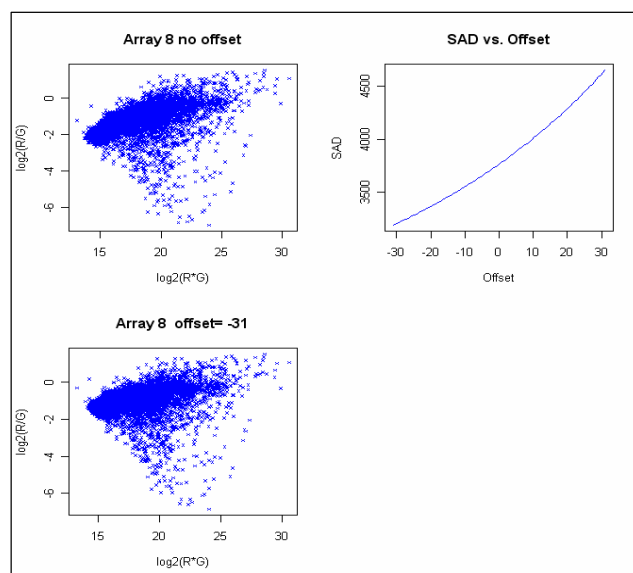 Array 8 no offset
log2(R/G)
0
-2
-4
-6
15 20 25 30
log2(R*G)
SAD vs. Offset
SAD
4500
4000
3500
-30 -20 -10 0 10 20 30
Offset
Array 8 offset= -31
log2(R/G)
0
-2
-4
-6
15 20 25 30
log2(R*G)